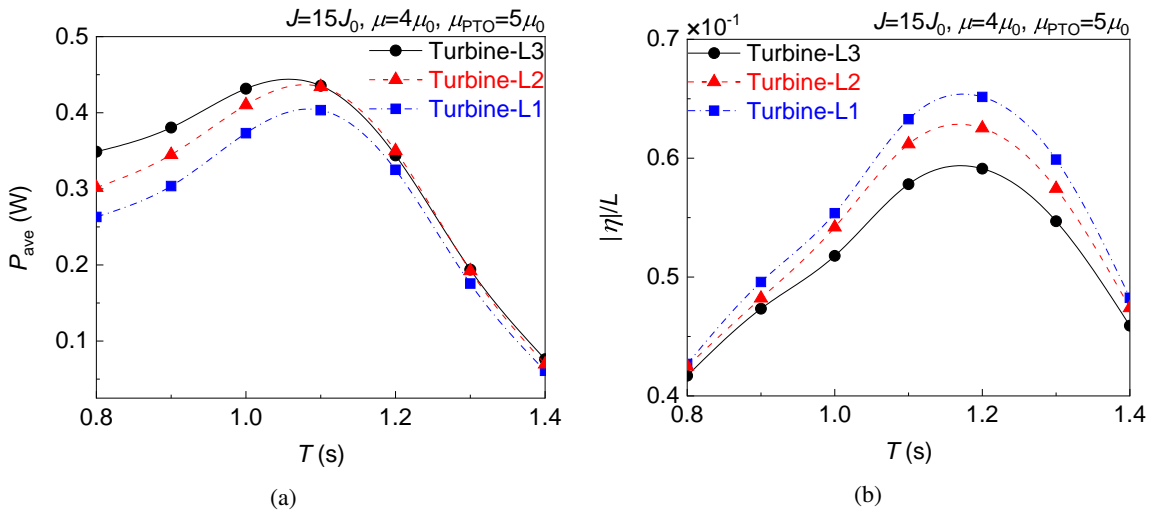 J=15J₀, μ=4μ₀, μPTO=5μ₀
0.5
0.4
0.3
0.2
0.1
Pave (W)
Turbine-L3
Turbine-L2
Turbine-L1
0.8 1.0 1.2 1.4
T (s)
(a)
J=15J₀, μ=4μ₀, μPTO=5μ₀
0.7 ×10⁻¹
0.6
0.5
0.4
|η|/L
Turbine-L3
Turbine-L2
Turbine-L1
0.8 1.0 1.2 1.4
T (s)
(b)